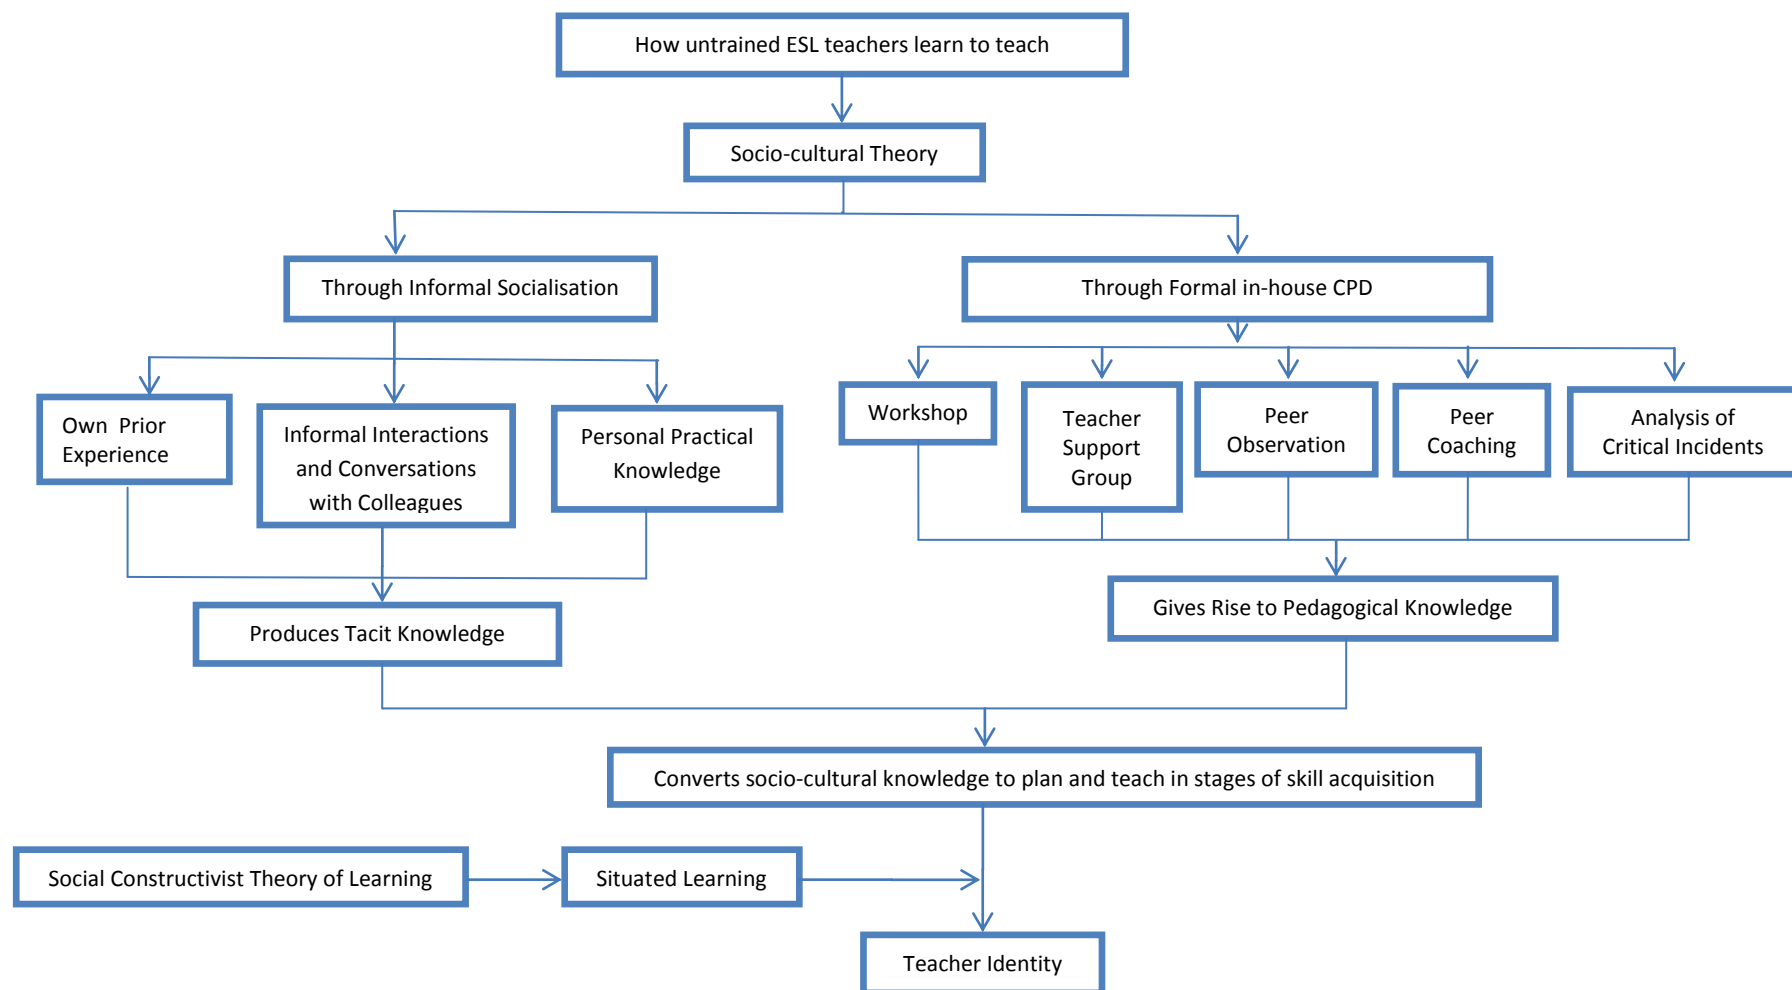 How untrained ESL teachers learn to teach
Socio-cultural Theory
Through Informal Socialisation
Through Formal in-house CPD
Own Prior
Experience
Informal Interactions
and Conversations
with Colleagues
Personal Practical
Knowledge
Workshop
Teacher
Support
Group
Peer
Observation
Peer
Coaching
Analysis of
Critical Incidents
Produces Tacit Knowledge
Gives Rise to Pedagogical Knowledge
Converts socio-cultural knowledge to plan and teach in stages of skill acquisition
Social Constructivist Theory of Learning
Situated Learning
Teacher Identity